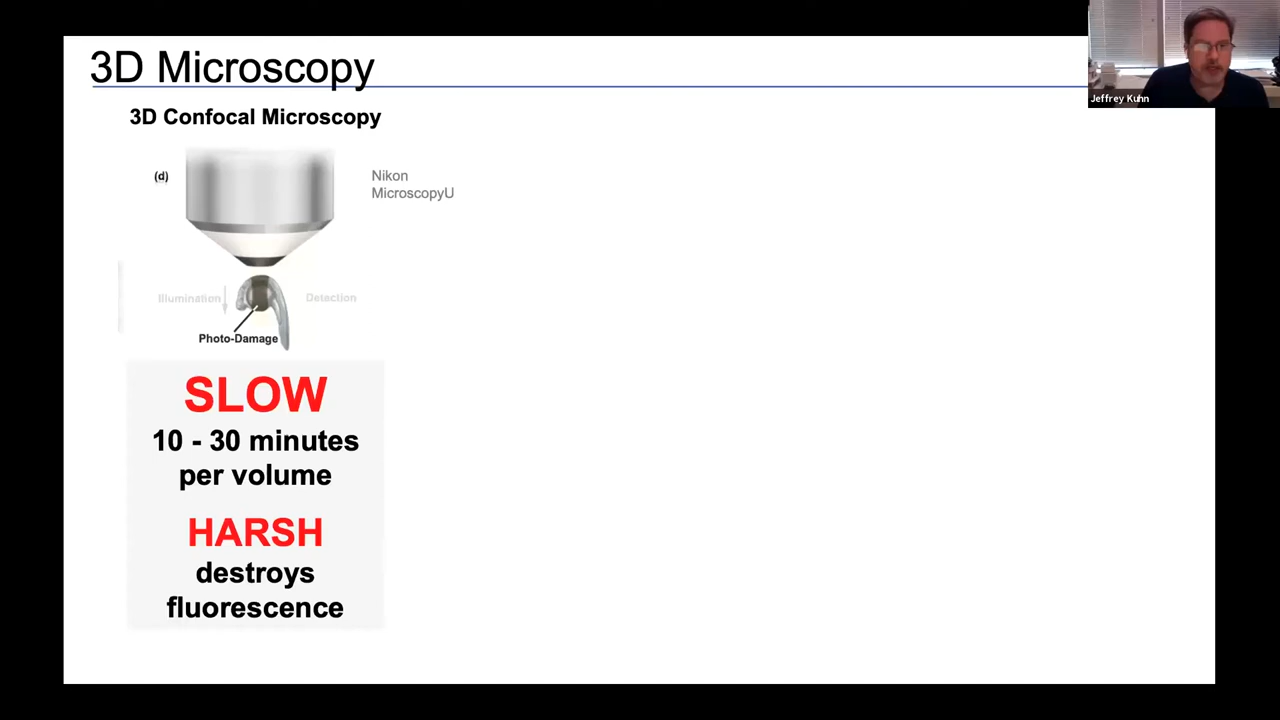 3D Microscopy
Jeffrey Kuhn
3D Confocal Microscopy
(d)
Nikon
MicroscopyU
Illumination
Detection
Photo-Damage
SLOW
10 - 30 minutes
per volume
HARSH
destroys
fluorescence